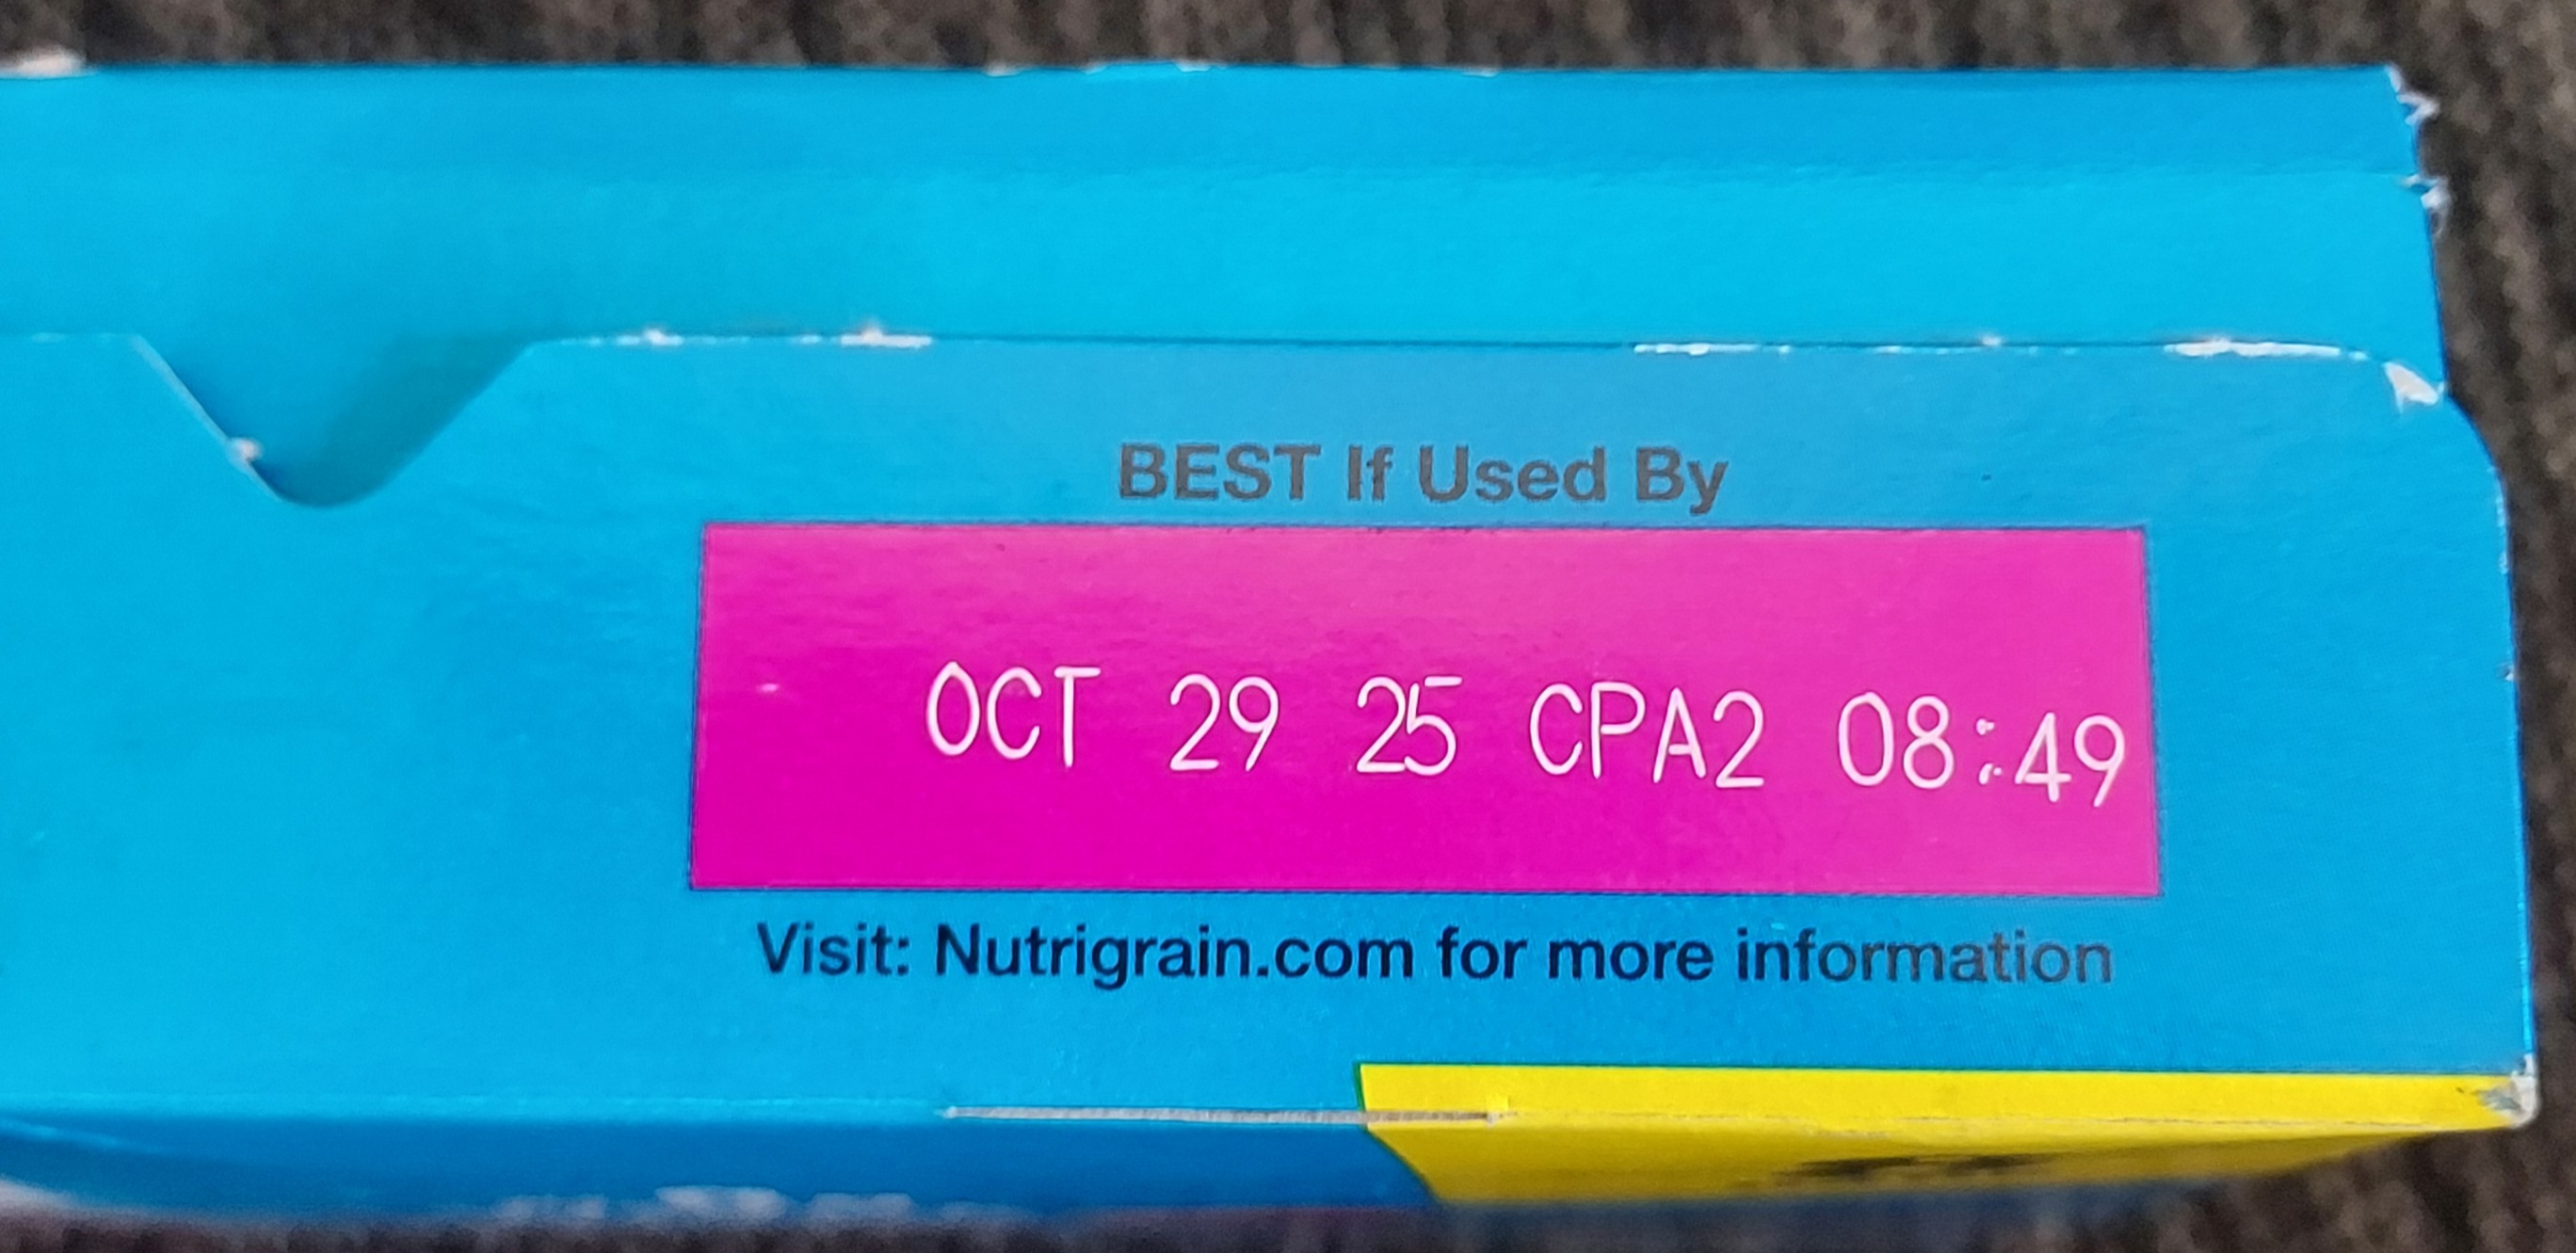 BEST If Used By
OCT 29 25 CPA2 08:49
Visit: Nutrigrain.com for more information